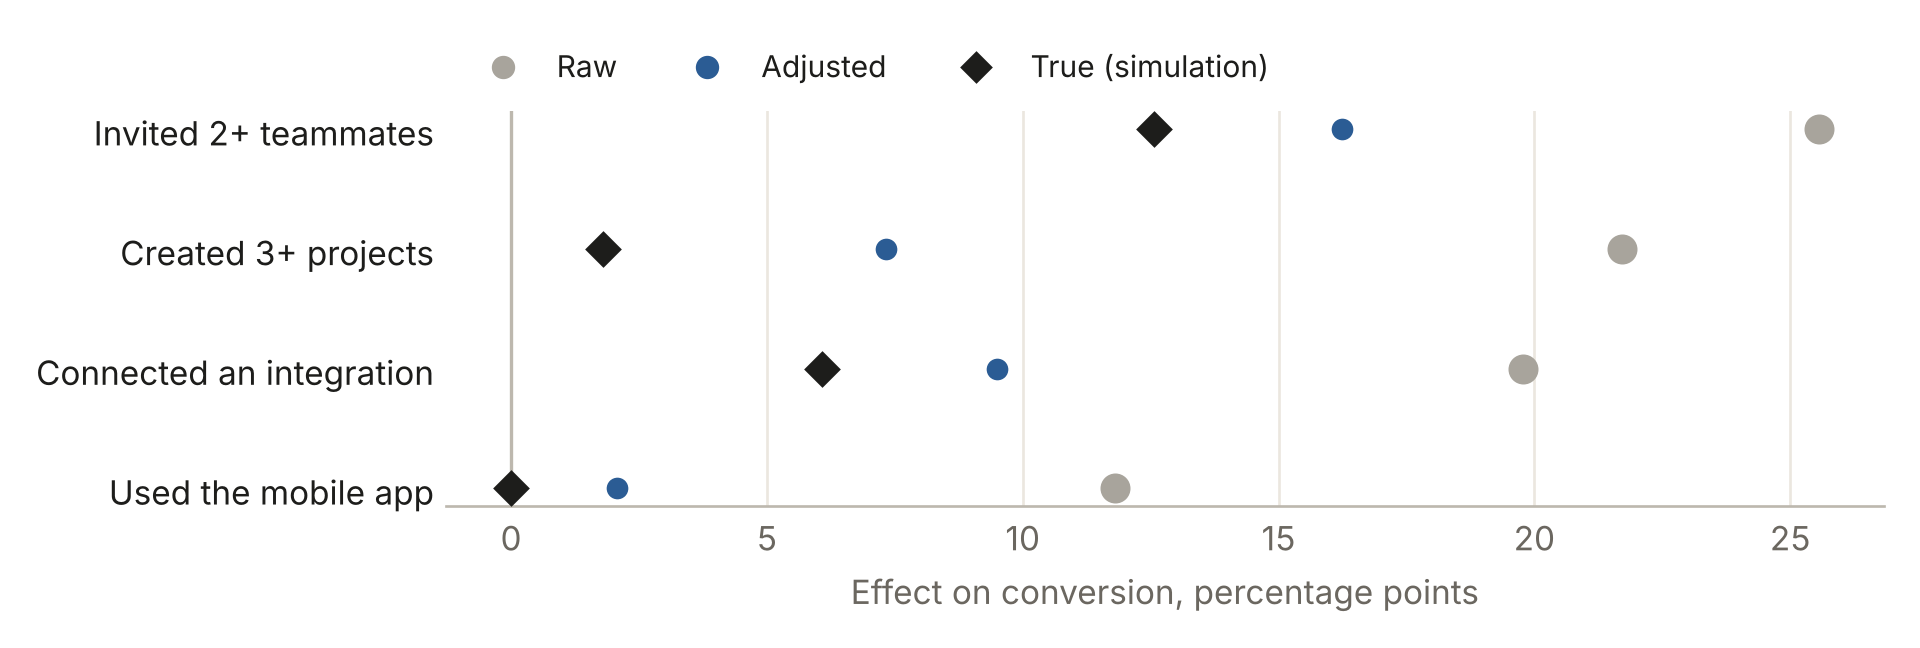 Raw Adjusted True (simulation)
Invited 2+ teammates
Created 3+ projects
Connected an integration
Used the mobile app
0 5 10 15 20 25
Effect on conversion, percentage points